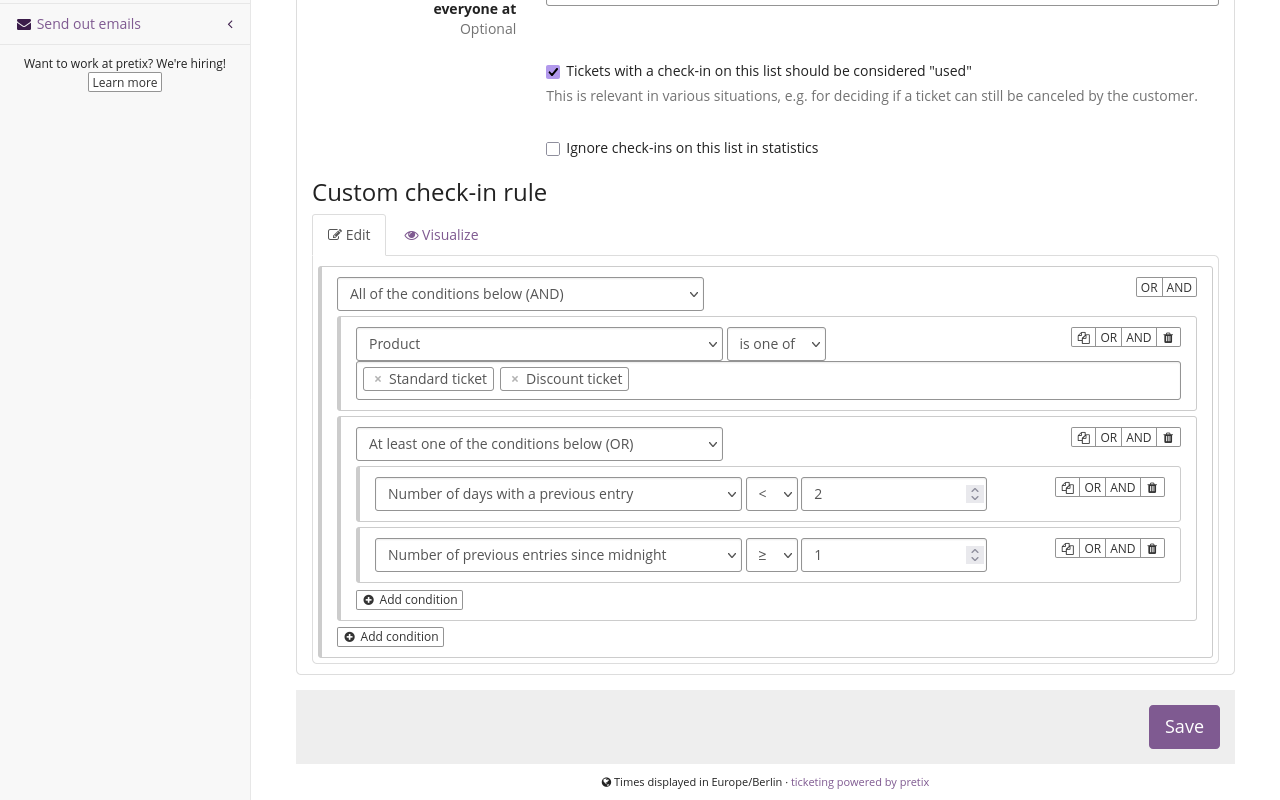 Send out emails
Want to work at pretix? We're hiring!
Learn more
everyone at
Optional
Tickets with a check-in on this list should be considered "used"
This is relevant in various situations, e.g. for deciding if a ticket can still be canceled by the customer.
Ignore check-ins on this list in statistics
Custom check-in rule
Edit Visualize
All of the conditions below (AND) OR AND
Product is one of OR AND
× Standard ticket × Discount ticket
At least one of the conditions below (OR) OR AND
Number of days with a previous entry < 2 OR AND
Number of previous entries since midnight ≥ 1 OR AND
Add condition
Add condition
Save
Times displayed in Europe/Berlin · ticketing powered by pretix